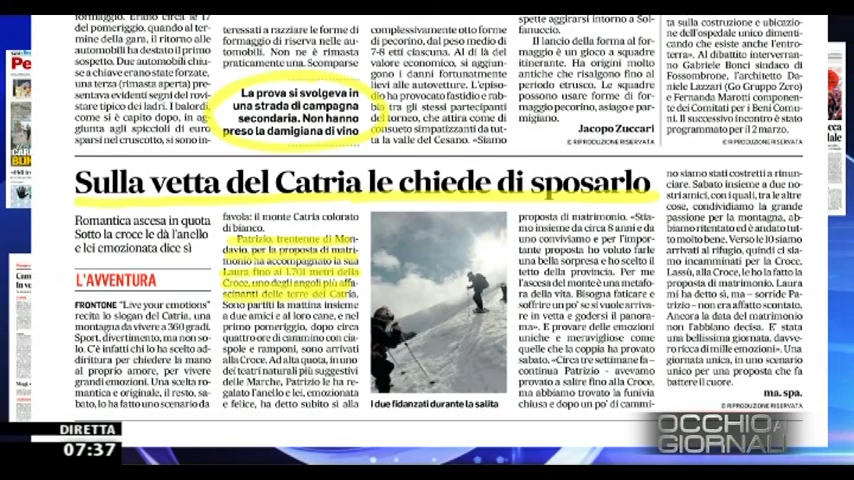 formaggio. Erano circa le 17
del pomeriggio, quando al ter-
mine della gara, il ritorno alle
automobili ha destato il primo
sospetto. Due automobili chiu-
se a chiave erano state forzate,
una terza (rimasta aperta) pre-
sentava evidenti segni del rovi-
stare tipico dei ladri. I balordi,
come si è capito dopo, in ag-
giunta agli spiccioli di euro
sparsi nel cruscotto, si sono in-
teressati a razziare le forme di
formaggio di riserva nelle au-
tomobili. Non ne è rimasta
praticamente una. Scomparse
La prova si svolgeva in
una strada di campagna
secondaria. Non hanno
preso la damigiana di vino
complessivamente otto forme
di pecorino, dal peso medio di
7-8 etti ciascuna. Al di là del
valore economico, si aggiun-
gono i danni fortunatamente
lievi alle autovetture. L'episo-
dio ha provocato fastidio e rab-
bia tra gli stessi partecipanti
del torneo, che attira come di
consueto simpatizzanti da tut-
ta la valle del Cesano. «Siamo
spette aggirarsi intorno a Sol-
fanuccio.
Il lancio della forma al for-
maggio è un gioco a squadre
itinerante. Ha origini molto
antiche che risalgono fino al
periodo etrusco. Le squadre
possono usare forme di for-
maggio pecorino, asiago e par-
migiano.
Jacopo Zuccari
© RIPRODUZIONE RISERVATA
sulla costruzione e ubicazione
dell'ospedale unico dimenti-
cando che esiste anche l'entro-
terra». Al dibattito interverran-
no Gabriele Bonci sindaco di
Fossombrone, l'architetto Da-
niele Lazzari (Go Gruppo Zero)
e Fernanda Marotti componen-
te dei Comitati per i Beni Comu-
ni. Il successivo incontro è stato
programmato per il 2 marzo.
© RIPRODUZIONE RISERVATA
Sulla vetta del Catria le chiede di sposarlo
Romantica ascesa in quota
Sotto la croce le dà l'anello
e lei emozionata dice sì
L'AVVENTURA
FRONTONE "Live your emotions"
recita lo slogan del Catria, una
montagna da vivere a 360 gradi.
Sport, divertimento, ma non so-
lo. C'è infatti chi lo ha scelto ad-
dirittura per chiedere la mano
al proprio amore, per vivere
grandi emozioni. Una scelta ro-
mantica e originale, il resto, sa-
bato, lo ha fatto uno scenario da
favola: il monte Catria colorato
di bianco.
Patrizio, trentenne di Mon-
davio, per la proposta di matri-
monio ha accompagnato la sua
Laura fino ai 1.701 metri della
Croce, uno degli angoli più affa-
scinanti delle terre del Catria.
Sono partiti la mattina insieme
a due amici e al loro cane, e nel
primo pomeriggio, dopo circa
quattro ore di cammino con cia-
spole e ramponi, sono arrivati
alla Croce. Ad alta quota, in uno
dei teatri naturali più suggestivi
delle Marche, Patrizio le ha re-
galato l'anello e lei, emozionata
e felice, ha detto subito sì alla
I due fidanzati durante la salita
proposta di matrimonio. «Stia-
mo insieme da circa 8 anni e da
uno conviviamo e per l'impor-
tante proposta ho voluto farle
una bella sorpresa e ho scelto il
tetto della provincia. Per me
l'ascesa del monte è una metafo-
ra della vita. Bisogna faticare e
soffrire un po' se si vuole arriva-
re in vetta e godersi il panora-
ma». E provare delle emozioni
uniche e meravigliose come
quelle che la coppia ha provato
sabato. «Circa tre settimane fa –
continua Patrizio - avevamo
provato a salire fino alla Croce,
ma abbiamo trovato la funivia
chiusa e dopo un po' di cammi-
no siamo stati costretti a rinun-
ciare. Sabato insieme a due no-
stri amici, con i quali, tra le altre
cose, condividiamo la grande
passione per la montagna, ab-
biamo ritentato ed è andato tut-
to molto bene. Verso le 10 siamo
arrivati al rifugio, quindi ci sia-
mo incamminati per la Croce.
Lassù, alla Croce, le ho fatto la
proposta di matrimonio. Laura
mi ha detto sì, ma – sorride Pa-
trizio – non era affatto scontato.
Ancora la data del matrimonio
non l'abbiamo decisa. E' stata
una bellissima giornata, davve-
ro ricca di mille emozioni». Una
giornata unica, in uno scenario
unico per una proposta che fa
battere il cuore.
ma. spa.
© RIPRODUZIONE RISERVATA
DIRETTA
07:37
OCCHIO AI
GIORNALI